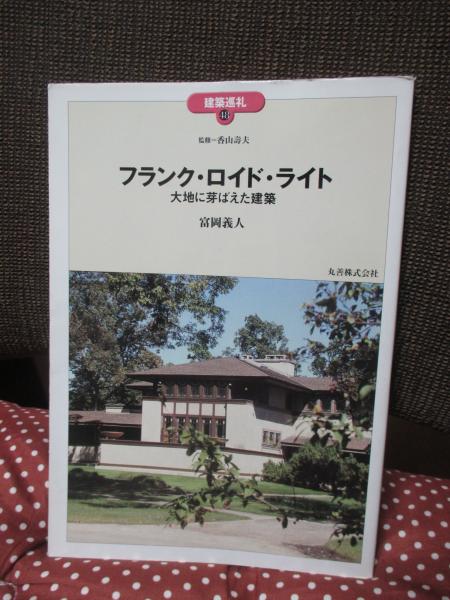 建築巡礼
48
監修=香山壽夫
フランク・ロイド・ライト
大地に芽ばえた建築
富岡義人
丸善株式会社